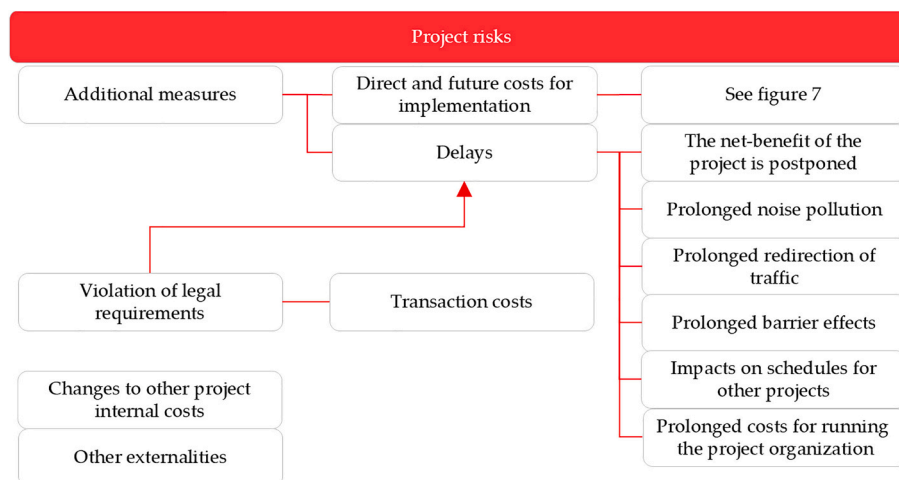 Project risks
Additional measures
Direct and future costs for
implementation
See figure 7
Delays
The net-benefit of the
project is postponed
Prolonged noise pollution
Prolonged redirection of
traffic
Violation of legal
requirements
Transaction costs
Prolonged barrier effects
Changes to other project
internal costs
Impacts on schedules for
other projects
Other externalities
Prolonged costs for running
the project organization